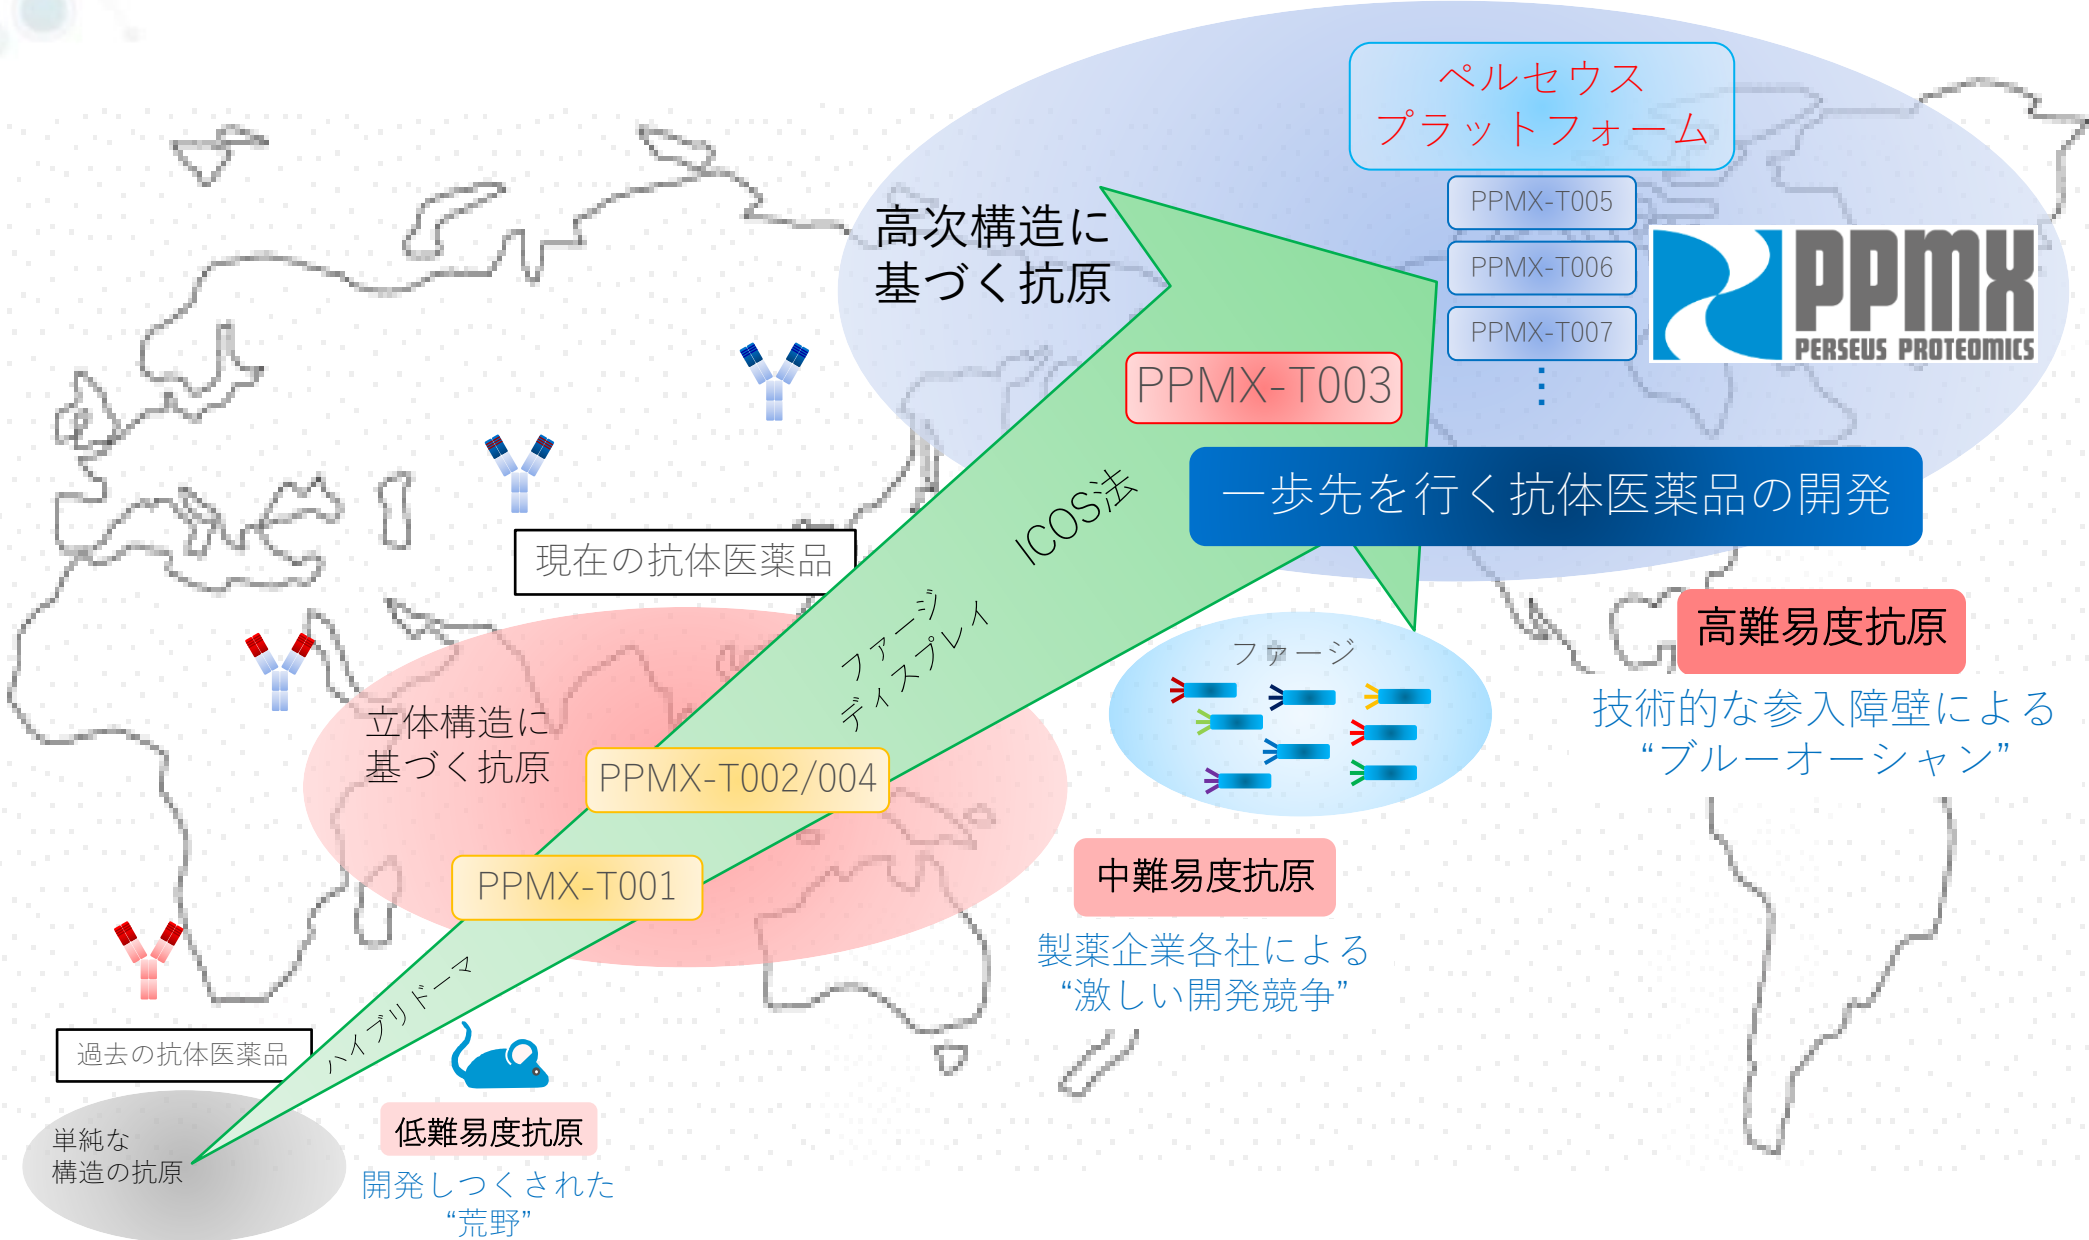 ペルセウス
プラットフォーム
PPMX-T005
PPMX-T006
PPMX-T007
PPMX
PERSEUS PROTEOMICS
高次構造に
基づく抗原
PPMX-T003
一歩先を行く抗体医薬品の開発
ICOS法
現在の抗体医薬品
ファージ
ディスプレイ
高難易度抗原
技術的な参入障壁による
“ブルーオーシャン”
ファージ
立体構造に
基づく抗原
PPMX-T002/004
PPMX-T001
中難易度抗原
製薬企業各社による
“激しい開発競争”
ハイブリドーマ
過去の抗体医薬品
単純な
構造の抗原
低難易度抗原
開発しつくされた
“荒野”